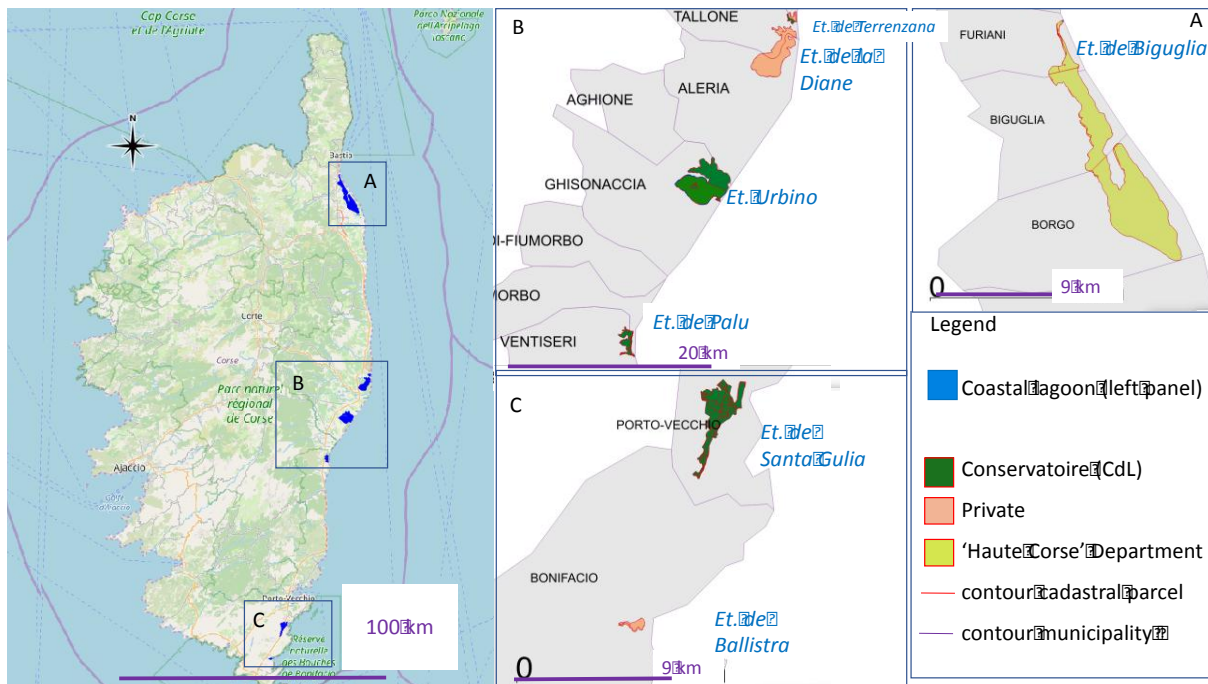 Cap Corse
et de l'Agriate
Parc Nazionale
dell'Arcipelago
Toscano
N
Bastia
A
Corte
Corse
B
Parc naturel
régional
de Corse
Ajaccio
Porto-Vecchio
C
Réserve
naturelle
des Bouches
de Bonifacio
100 km
B
TALLONE
Et. de Terrenzana
Et. de la
Diane
ALERIA
AGHIONE
GHISONACCIA
Et. Urbino
DI-FIUMORBO
MORBO
VENTISERI
Et. de Palu
20 km
A
FURIANI
Et. de Biguglia
BIGUGLIA
BORGO
0
9 km
C
PORTO-VECCHIO
Et. de
Santa Gulia
BONIFACIO
Et. de
Ballistra
0
9 km
Legend
Coastal lagoon (left panel)
Conservatoire (CdL)
Private
‘Haute Corse’ Department
contour cadastral parcel
contour municipality